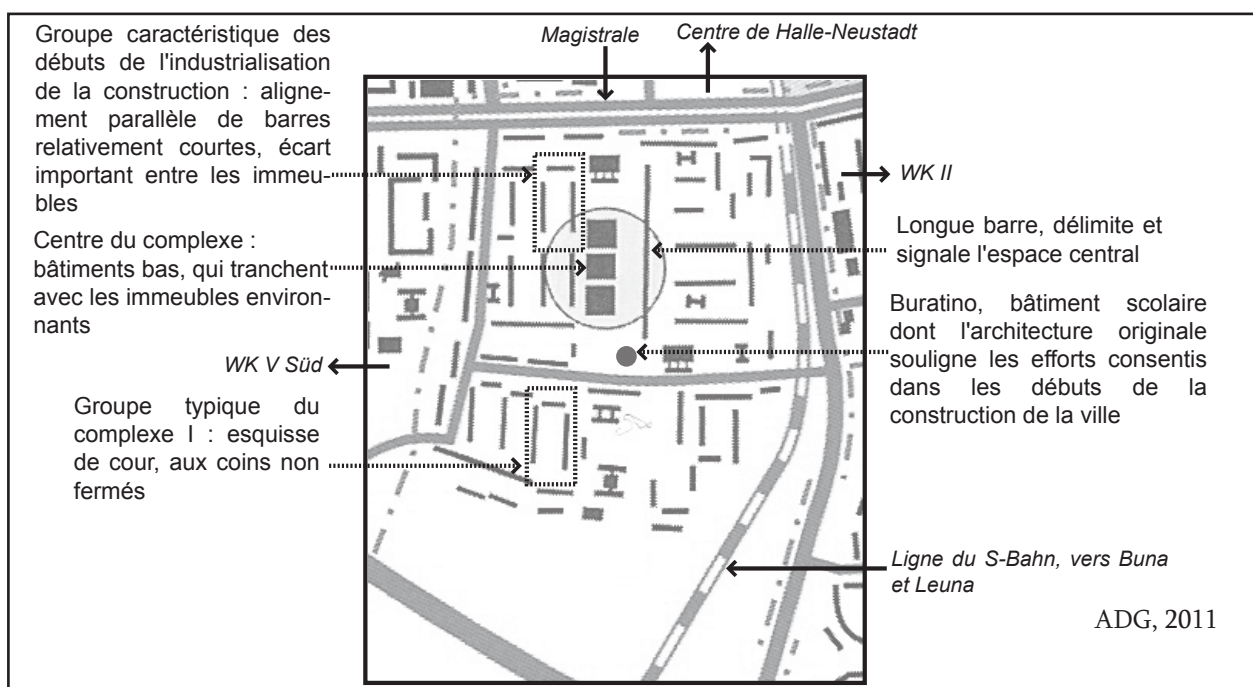 Groupe caractéristique des
débuts de l'industrialisation
de la construction : aligne-
ment parallèle de barres
relativement courtes, écart
important entre les immeu-
bles
Centre du complexe :
bâtiments bas, qui tranchent
avec les immeubles environ-
nants
WK V Süd
Groupe typique du
complexe I : esquisse
de cour, aux coins non
fermés
Magistrale
Centre de Halle-Neustadt
WK II
Longue barre, délimite et
signale l'espace central
Buratino, bâtiment scolaire
dont l'architecture originale
souligne les efforts consentis
dans les débuts de la
construction de la ville
Ligne du S-Bahn, vers Buna
et Leuna
ADG, 2011